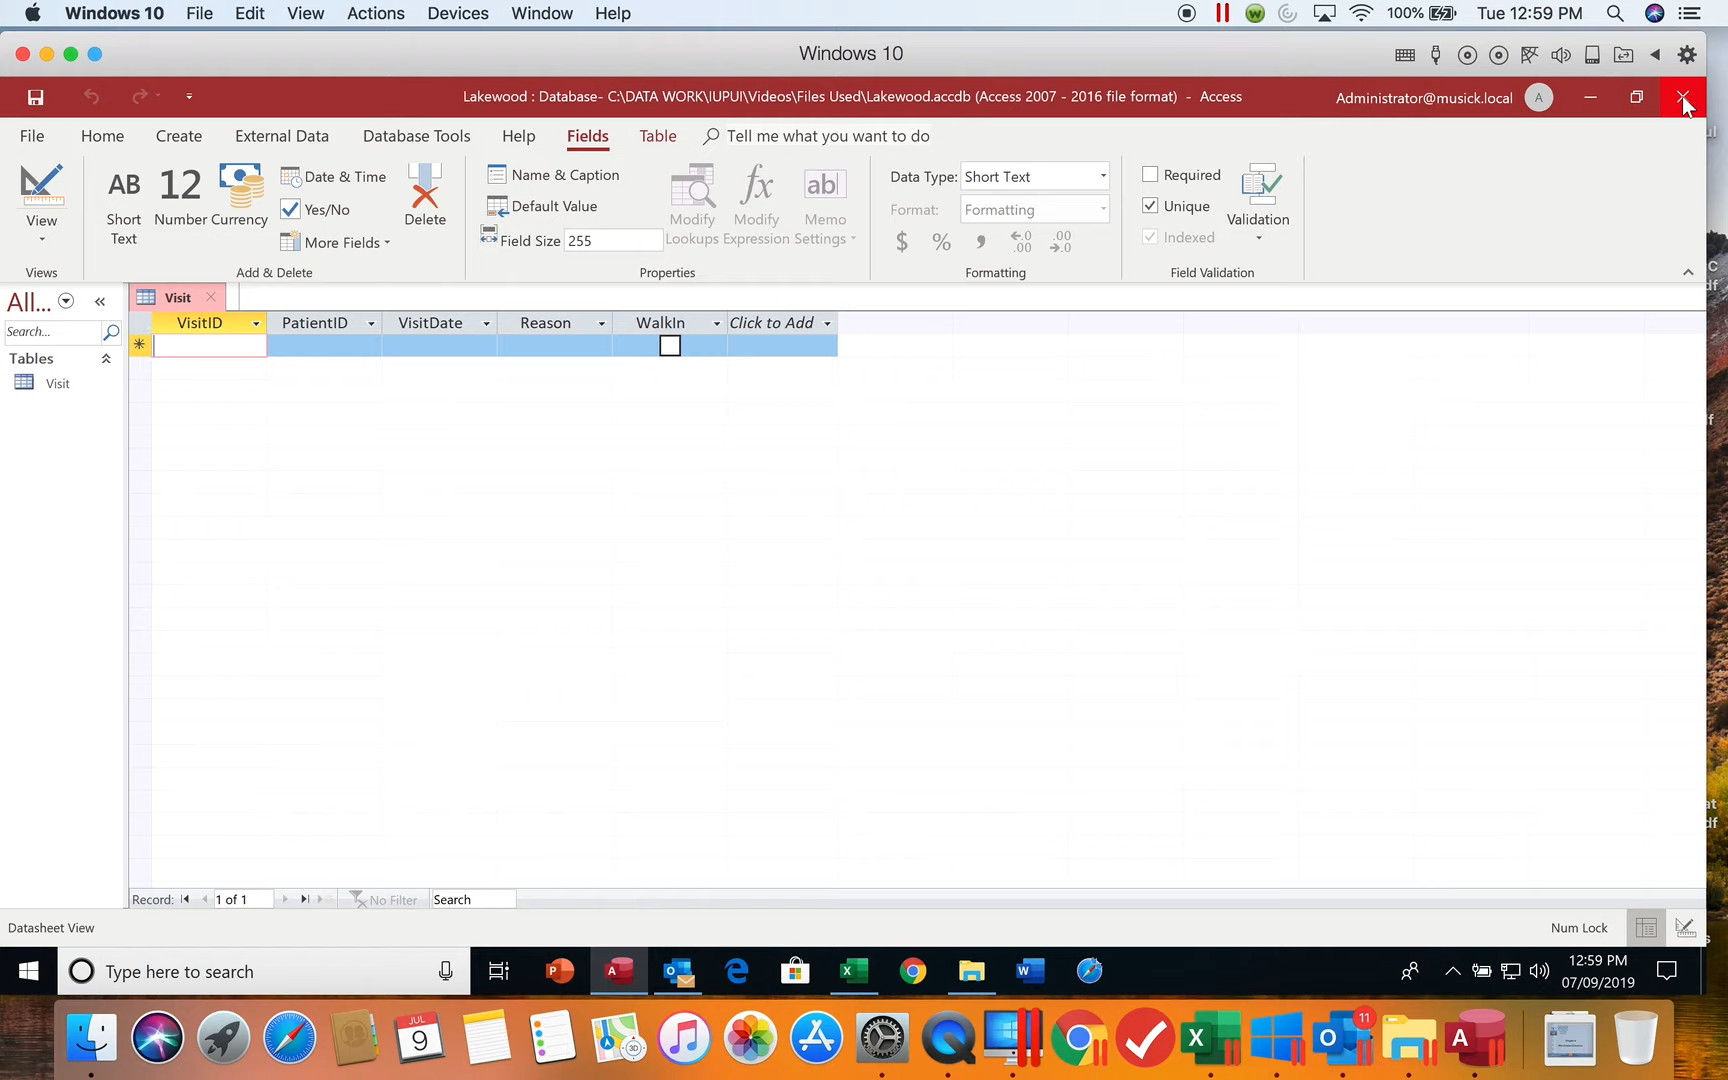 Windows 10 File Edit View Actions Devices Window Help 100% Tue 12:59 PM
Windows 10
Lakewood : Database- C:\DATA WORK\IUPUI\Videos\Files Used\Lakewood.accdb (Access 2007 - 2016 file format) - Access Administrator@musick.local A
File Home Create External Data Database Tools Help Fields Table Tell me what you want to do
View
Views
AB
Short
Text
12
Number
Currency
Date & Time
Yes/No
More Fields
Delete
Add & Delete
Name & Caption
Default Value
Field Size 255
Modify
Lookups
fx
Modify
Expression
ab
Memo
Settings
Properties
Data Type: Short Text
Format: Formatting
$ % , ←.0 .00 .00 →.0
Formatting
Required
Unique
Indexed
Validation
Field Validation
All...
Search...
Tables
Visit
Visit
VisitID PatientID VisitDate Reason WalkIn Click to Add
Record: 1 of 1 No Filter Search
Datasheet View Num Lock
Type here to search
12:59 PM
07/09/2019
JUL
9
3D
11